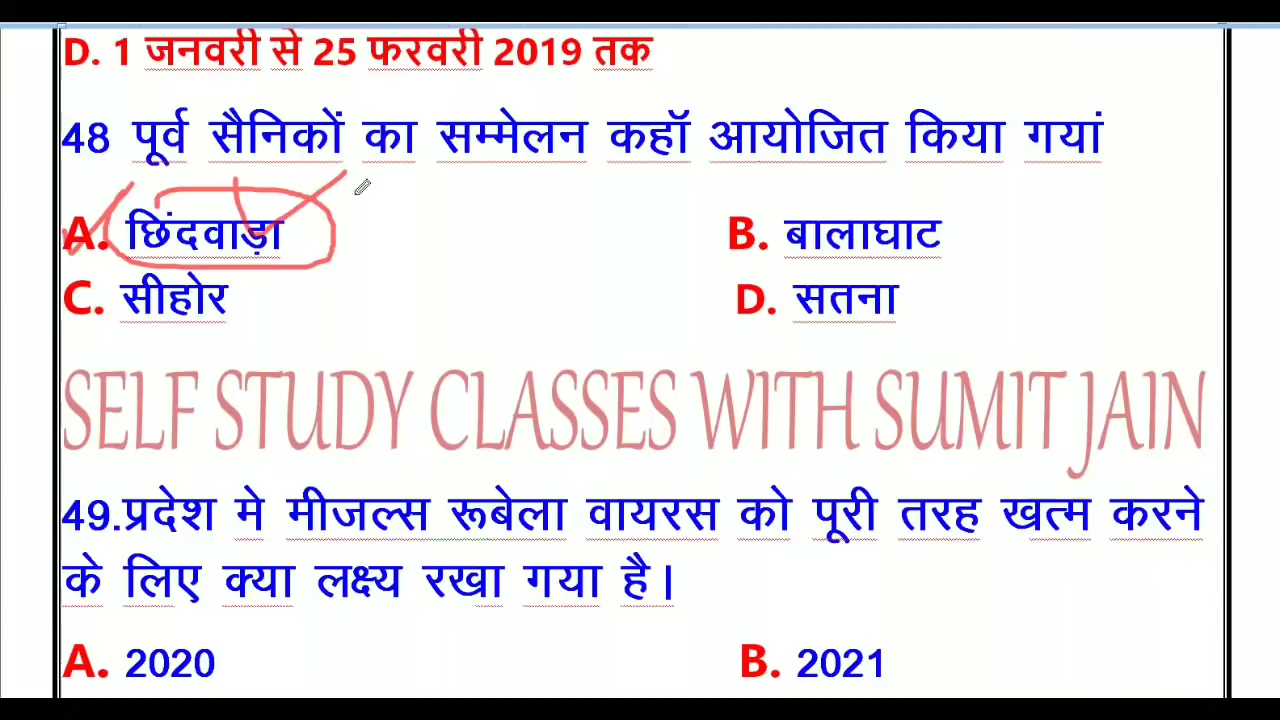 D. 1 जनवरी से 25 फरवरी 2019 तक
48 पूर्व सैनिकों का सम्मेलन कहॉ आयोजित किया गयां
A. छिंदवाड़ा B. बालाघाट
C. सीहोर D. सतना
SELF STUDY CLASSES WITH SUMIT JAIN
49.प्रदेश मे मीजल्स रूबेला वायरस को पूरी तरह खत्म करने
के लिए क्या लक्ष्य रखा गया है।
A. 2020 B. 2021